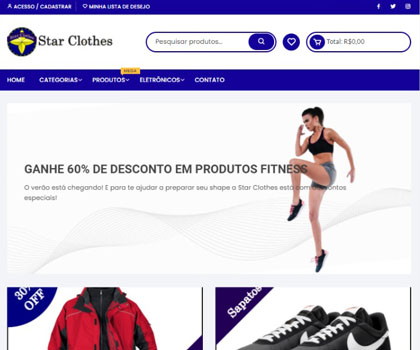 ACESSO / CADASTRAR
MINHA LISTA DE DESEJO
Star Clothes
Pesquisar produtos...
Total: R$0,00
HOME
CATEGORIAS
PRODUTOS
ELETRÔNICOS
CONTATO
GANHE 60% DE DESCONTO EM PRODUTOS FITNESS
O verão está chegando! E para te ajudar a preparar seu shape a Star Clothes está com descontos
especiais!
30%
OFF
Sapatos